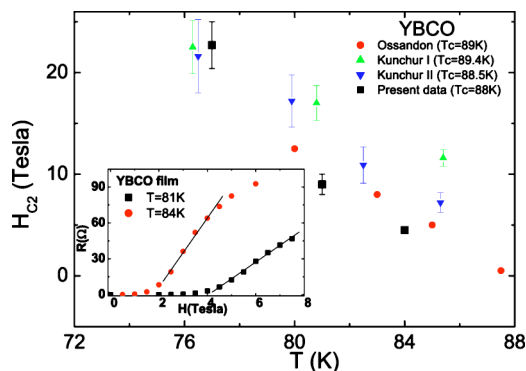 YBCO
Ossandon (Tc=89K)
Kunchur I (Tc=89.4K)
Kunchur II (Tc=88.5K)
Present data (Tc=88K)
20
10
0
H_C2 (Tesla)
72 76 80 84 88
T (K)
YBCO film
T=81K
T=84K
90
60
30
0
R(Ω)
0 2 4 6 8
H(Tesla)